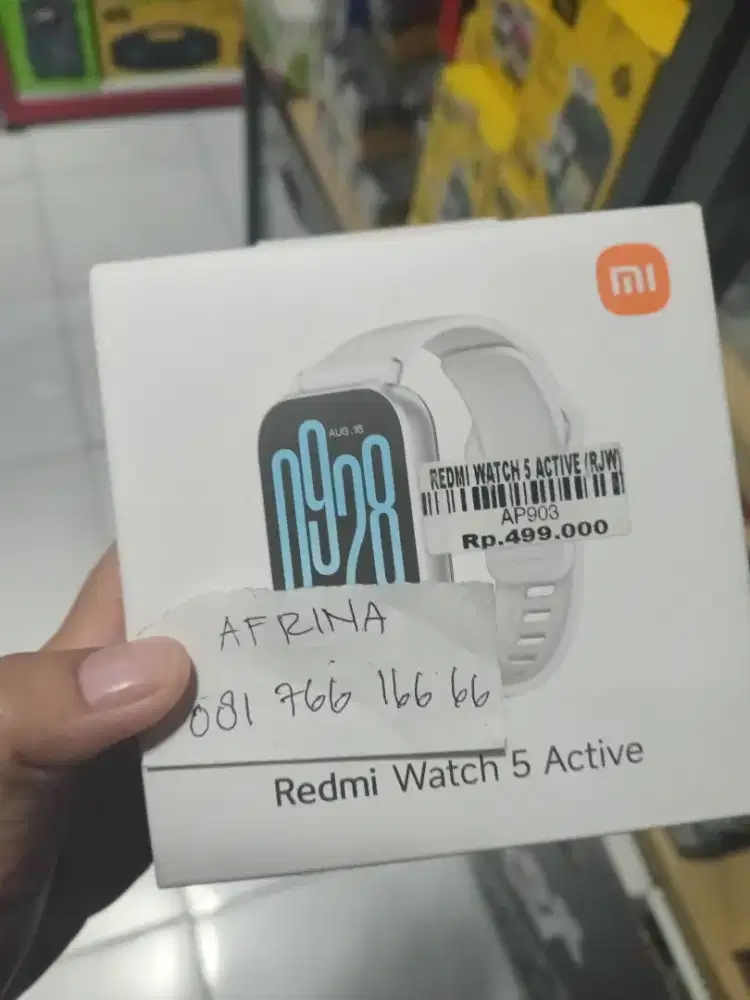 mi
AUG. 18
0928
REDMI WATCH 5 ACTIVE (RJW)
AP903
Rp.499.000
AFRINA
081 766 166 66
Redmi Watch 5 Active